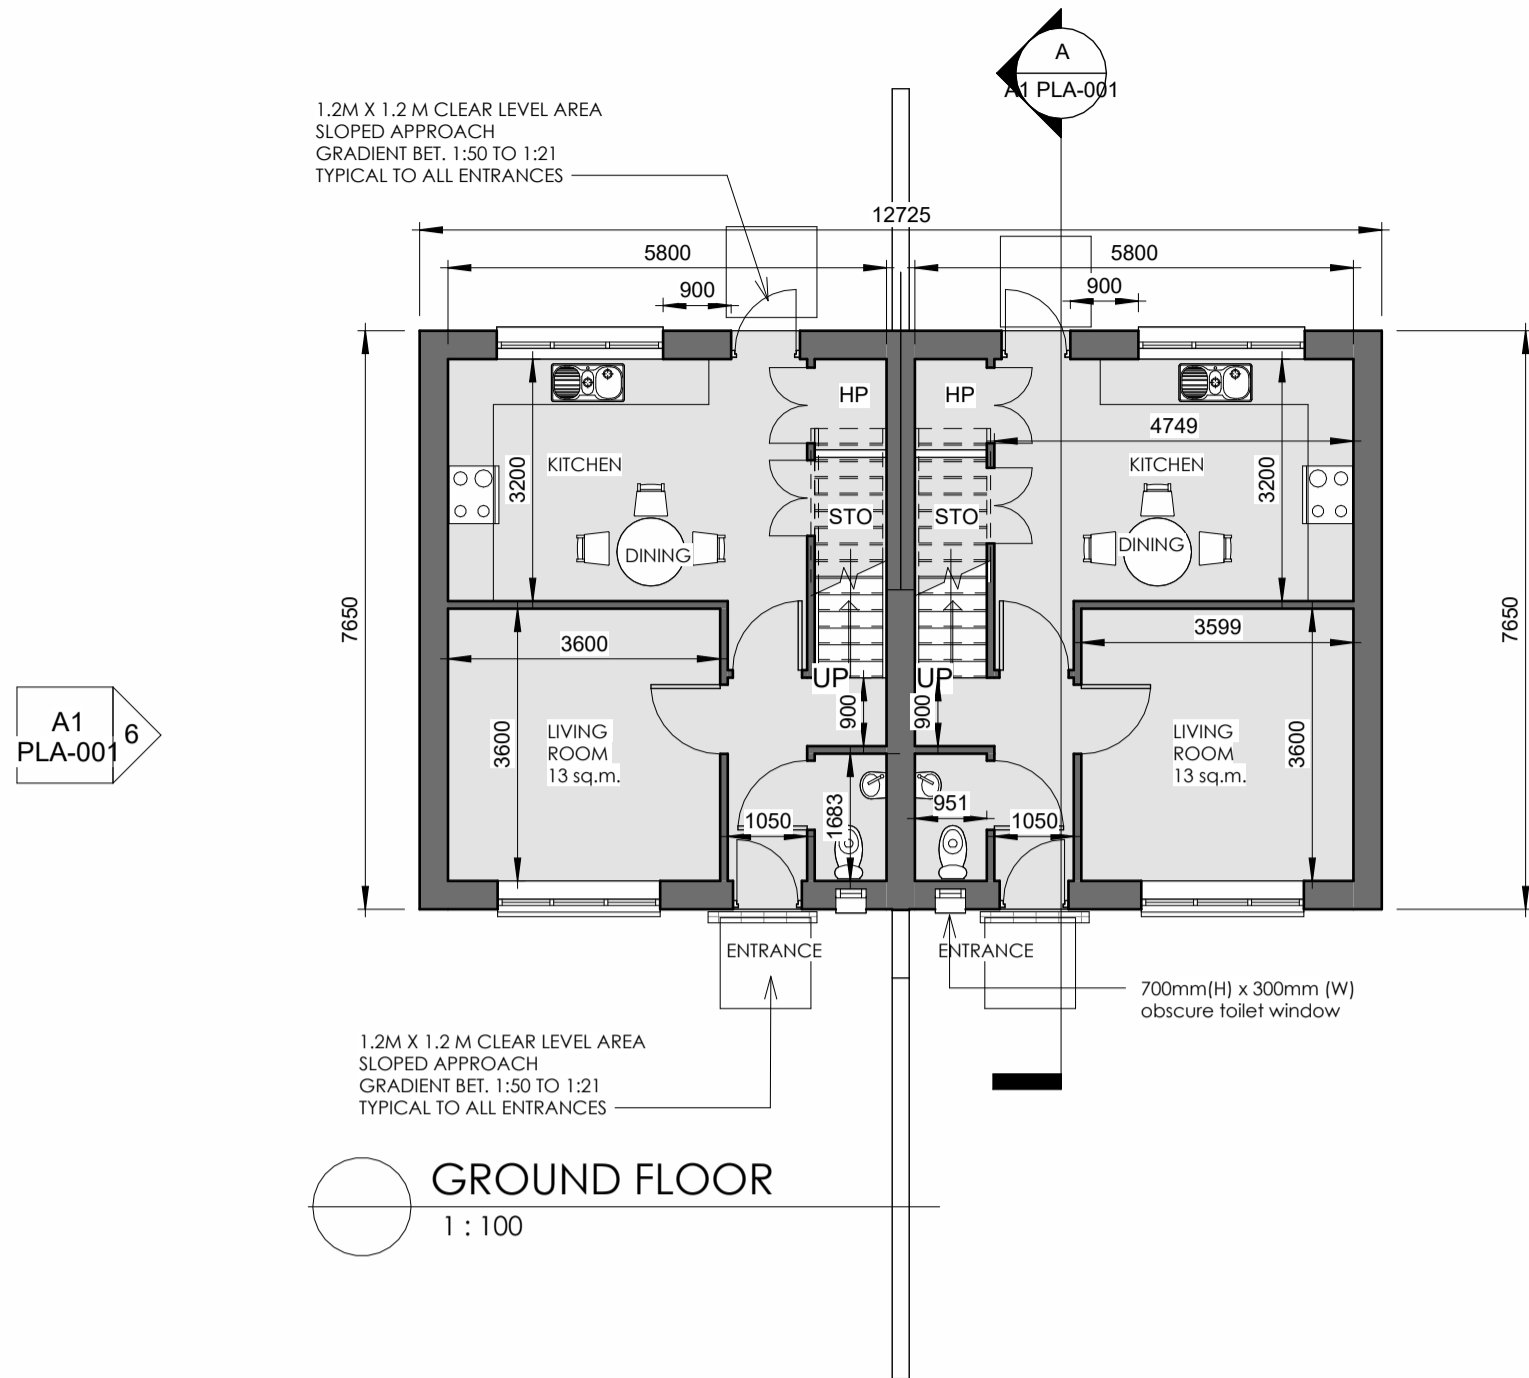 A
A1 PLA-001
1.2M X 1.2 M CLEAR LEVEL AREA
SLOPED APPROACH
GRADIENT BET. 1:50 TO 1:21
TYPICAL TO ALL ENTRANCES
12725
5800
5800
900
900
HP
HP
4749
KITCHEN
KITCHEN
3200
3200
STO
STO
DINING
DINING
7650
7650
3600
3599
UP
UP
900
900
A1
PLA-001
6
LIVING
ROOM
13 sq.m.
3600
LIVING
ROOM
13 sq.m.
3600
1683
951
1050
1050
ENTRANCE
ENTRANCE
700mm(H) x 300mm (W)
obscure toilet window
1.2M X 1.2 M CLEAR LEVEL AREA
SLOPED APPROACH
GRADIENT BET. 1:50 TO 1:21
TYPICAL TO ALL ENTRANCES
GROUND FLOOR
1 : 100